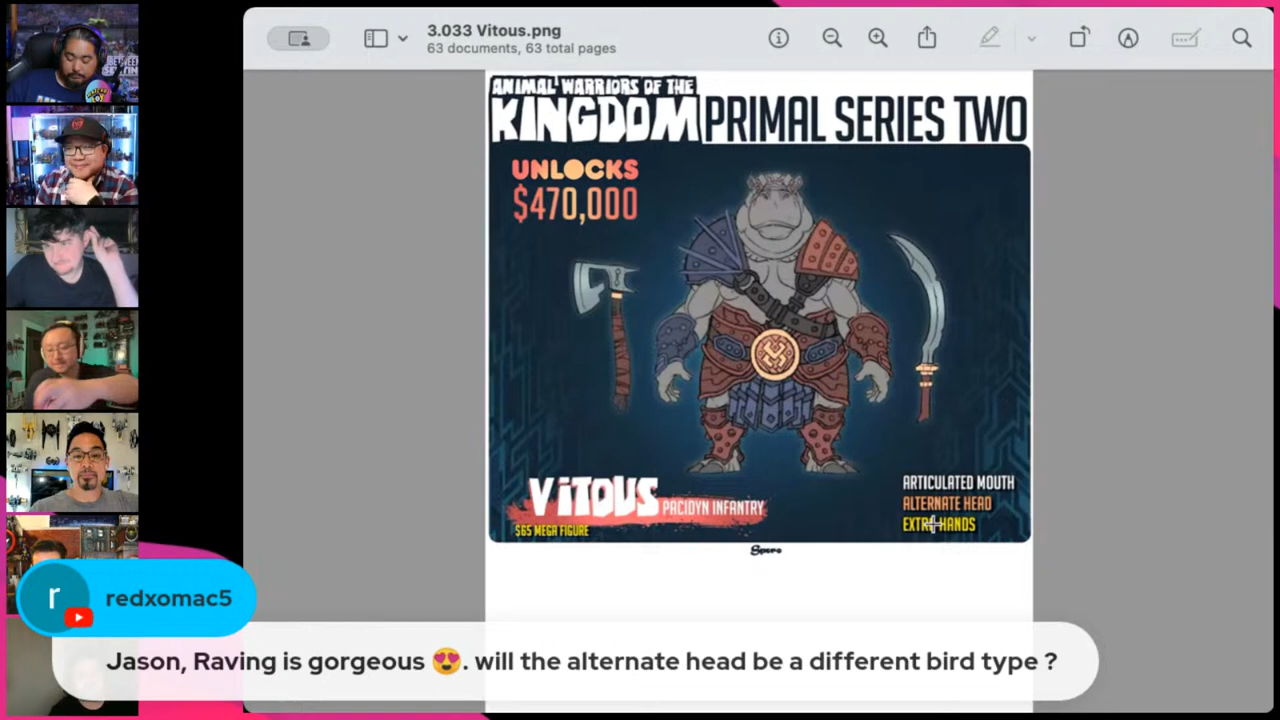 3.033 Vitous.png
63 documents, 63 total pages
ANIMAL WARRIORS OF THE
KINGDOM PRIMAL SERIES TWO
UNLOCKS
$470,000
VITOUS PACIDYN INFANTRY
$65 MEGA FIGURE
ARTICULATED MOUTH
ALTERNATE HEAD
EXTRA HANDS
Spero
r redxomac5
Jason, Raving is gorgeous 😍. will the alternate head be a different bird type ?